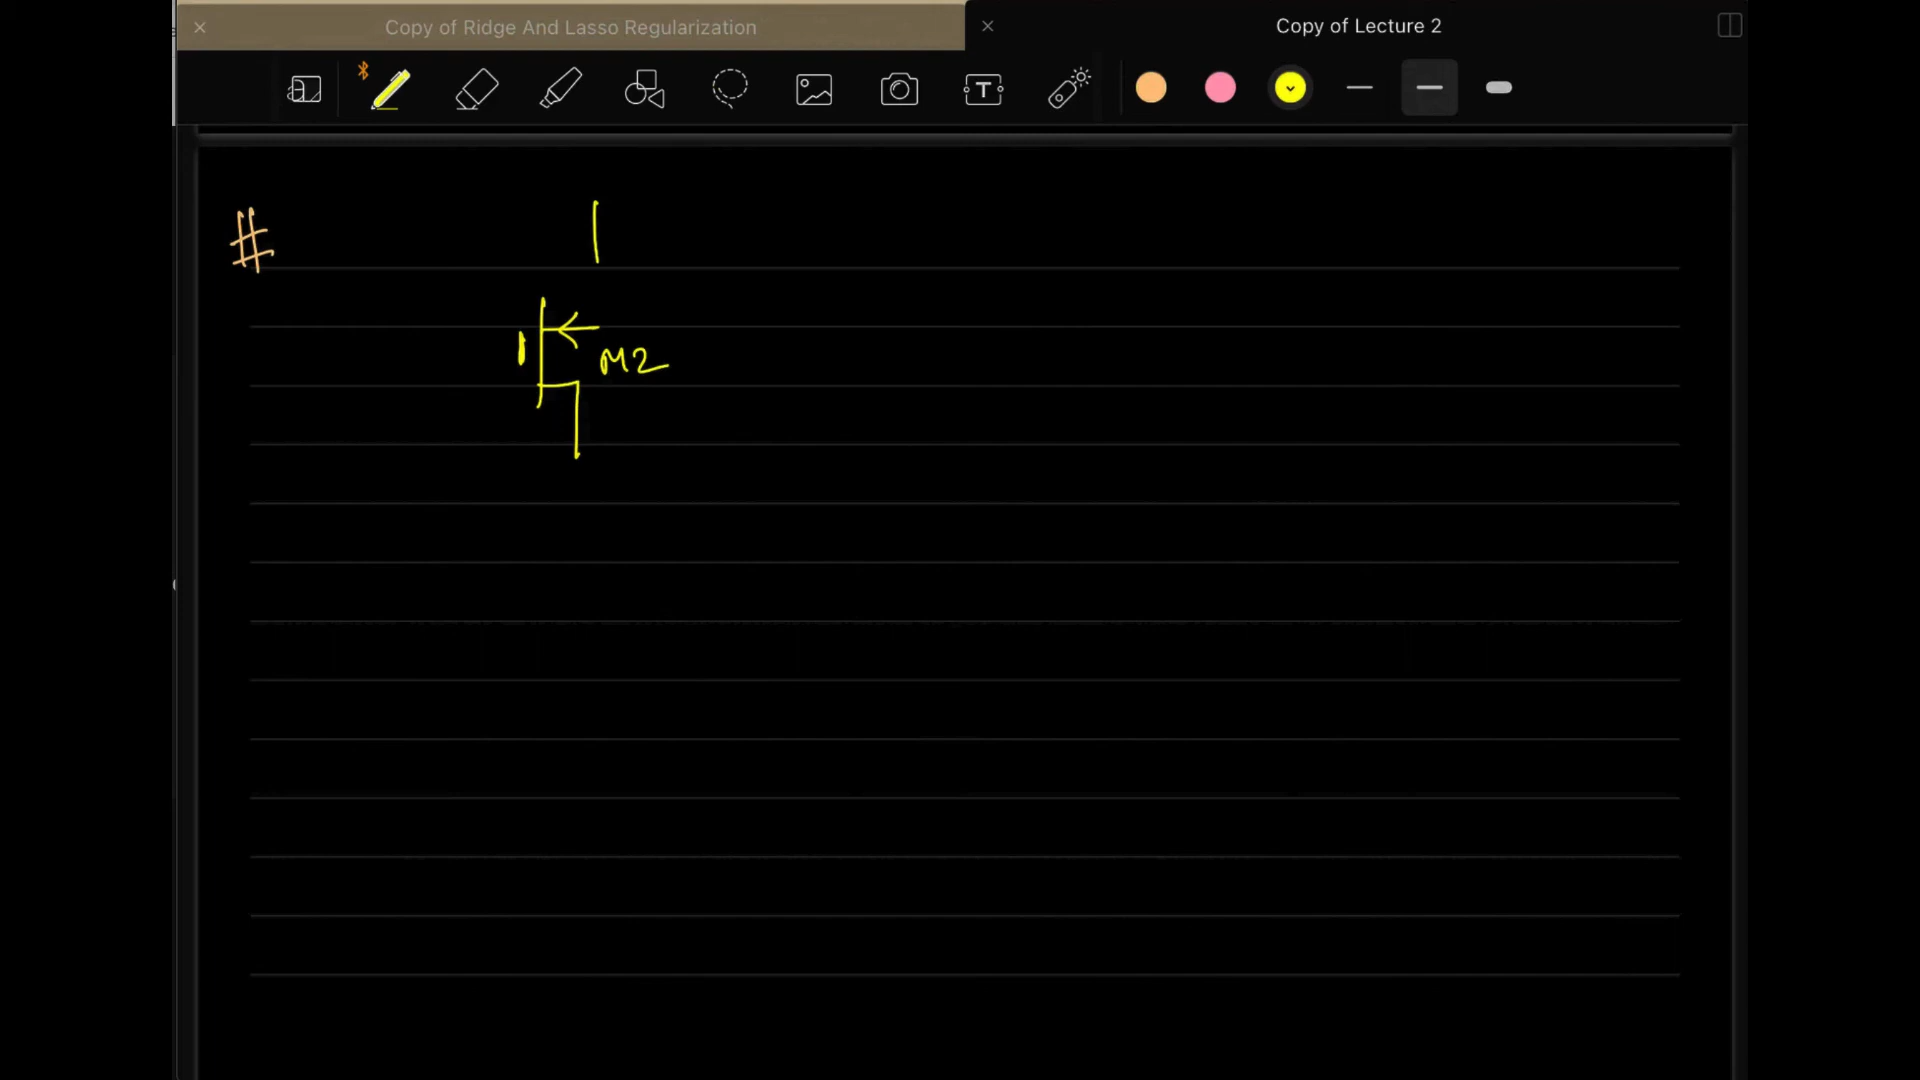 Copy of Ridge And Lasso Regularization
Copy of Lecture 2
T
#
M2